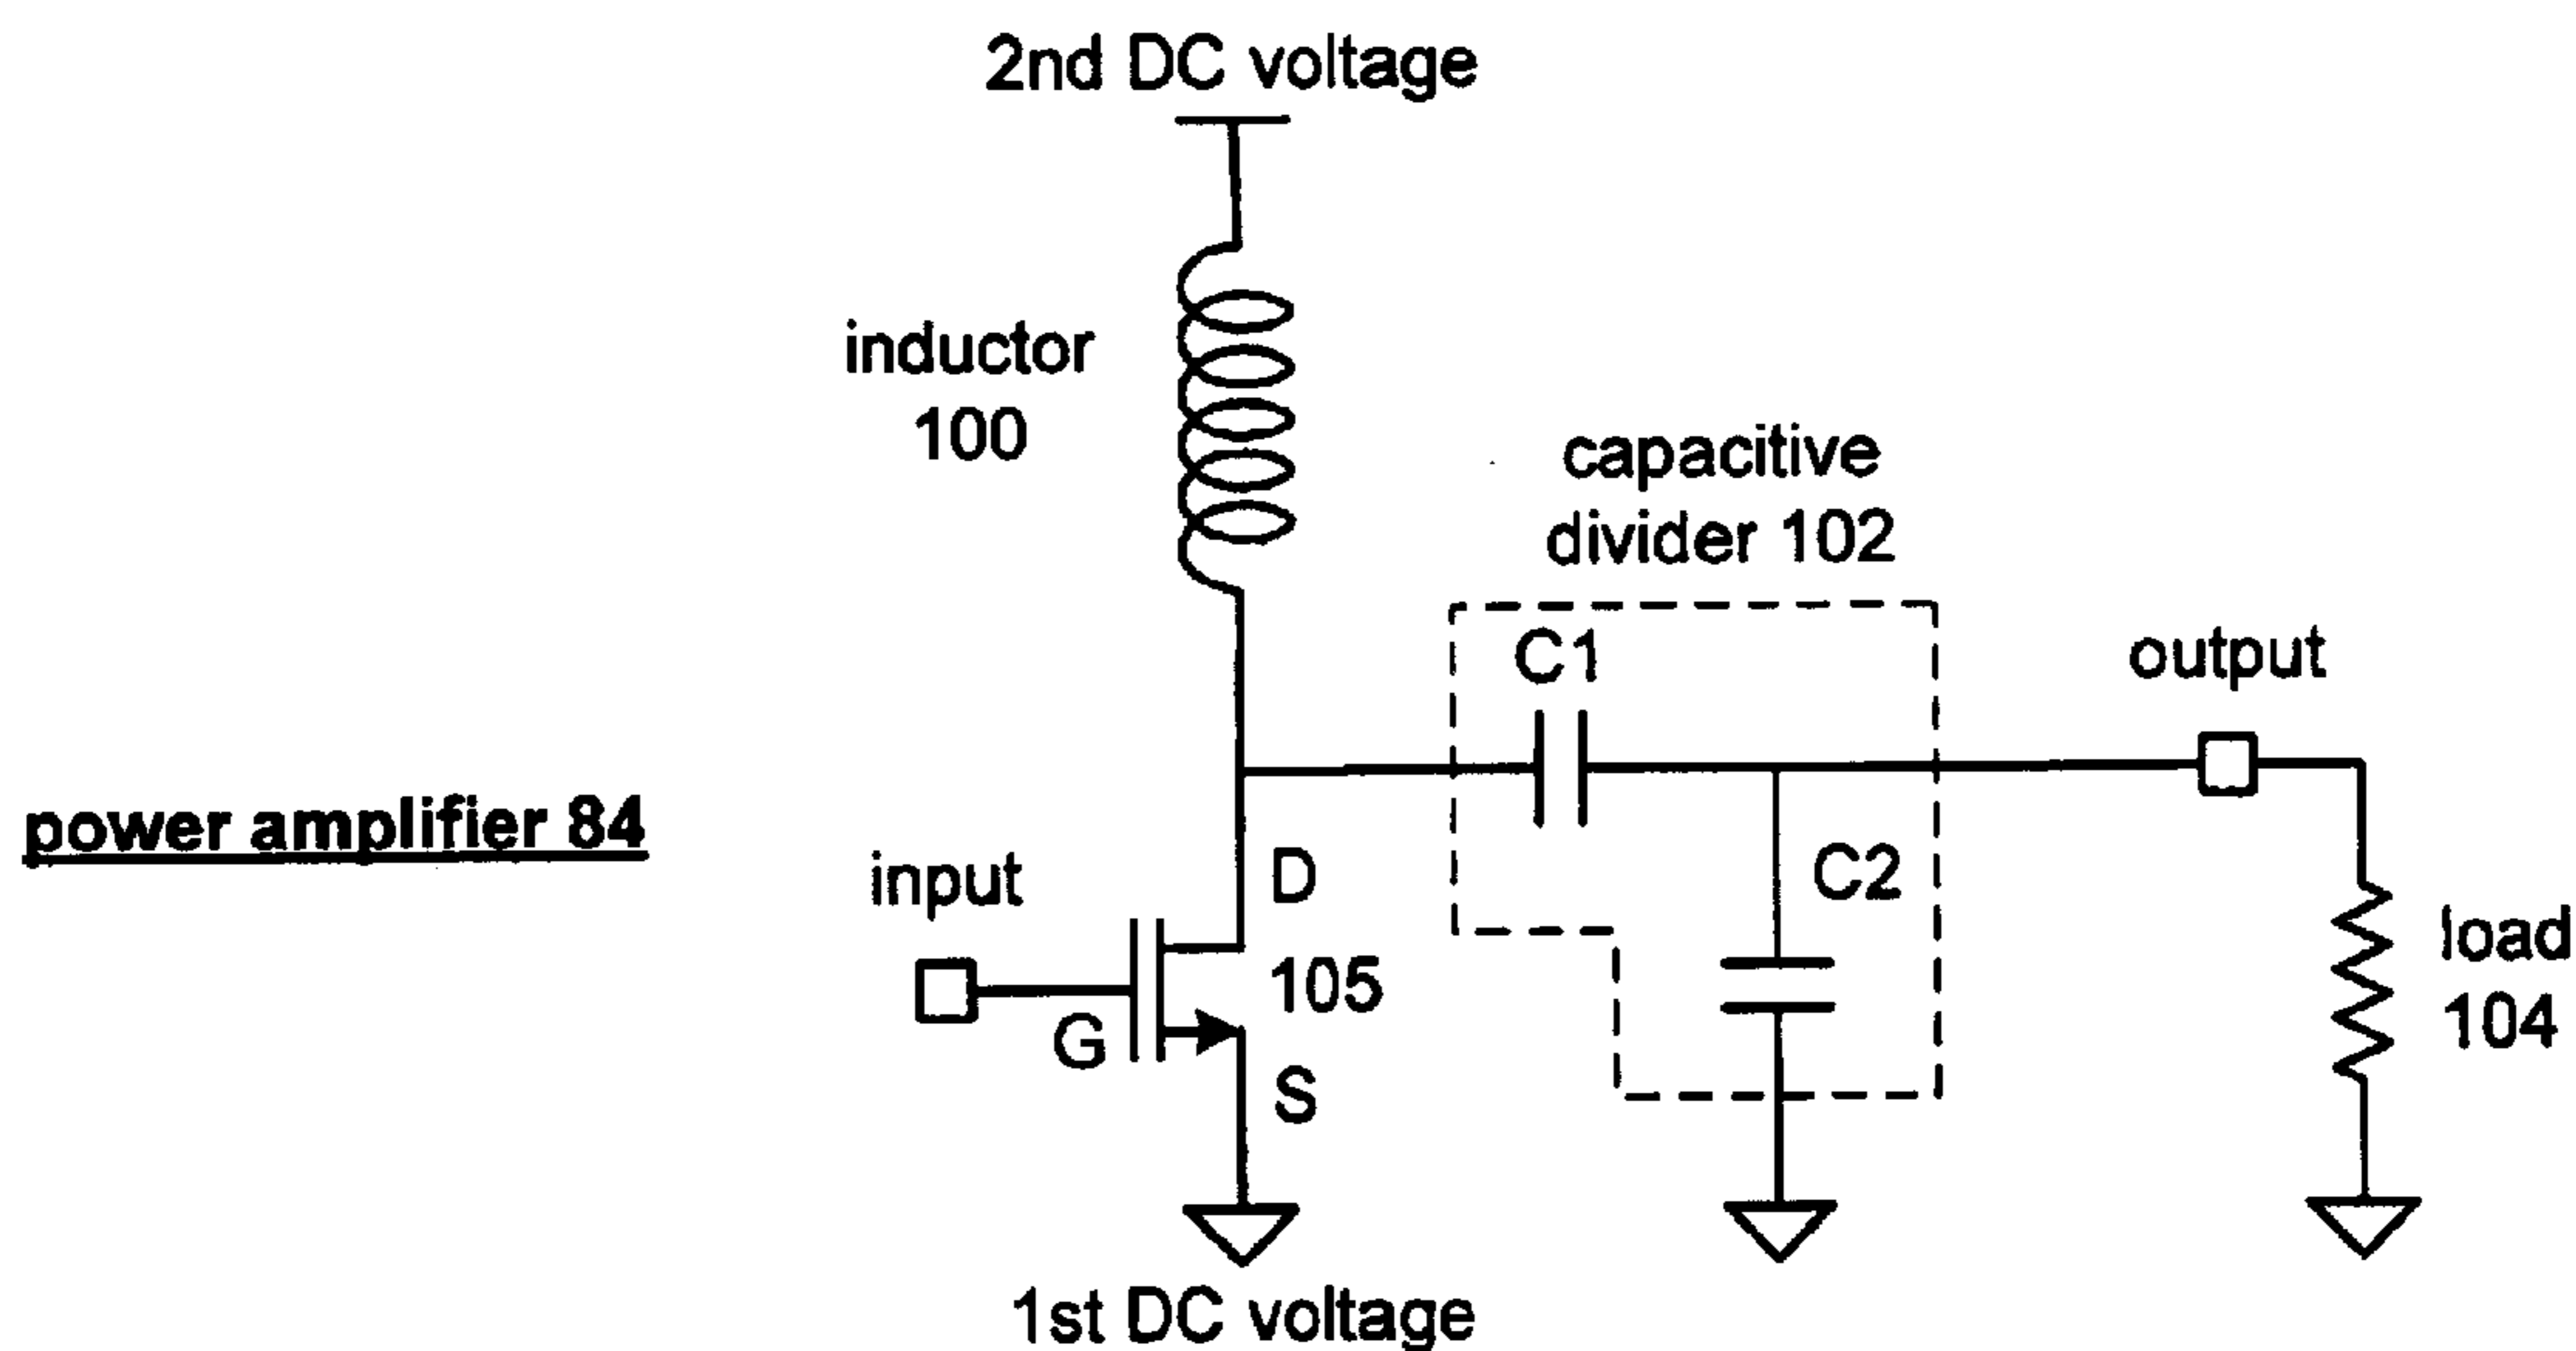 2nd DC voltage
inductor
100
capacitive
divider 102
C1
output
power amplifier 84
input
D
C2
105
G
S
load
104
1st DC voltage